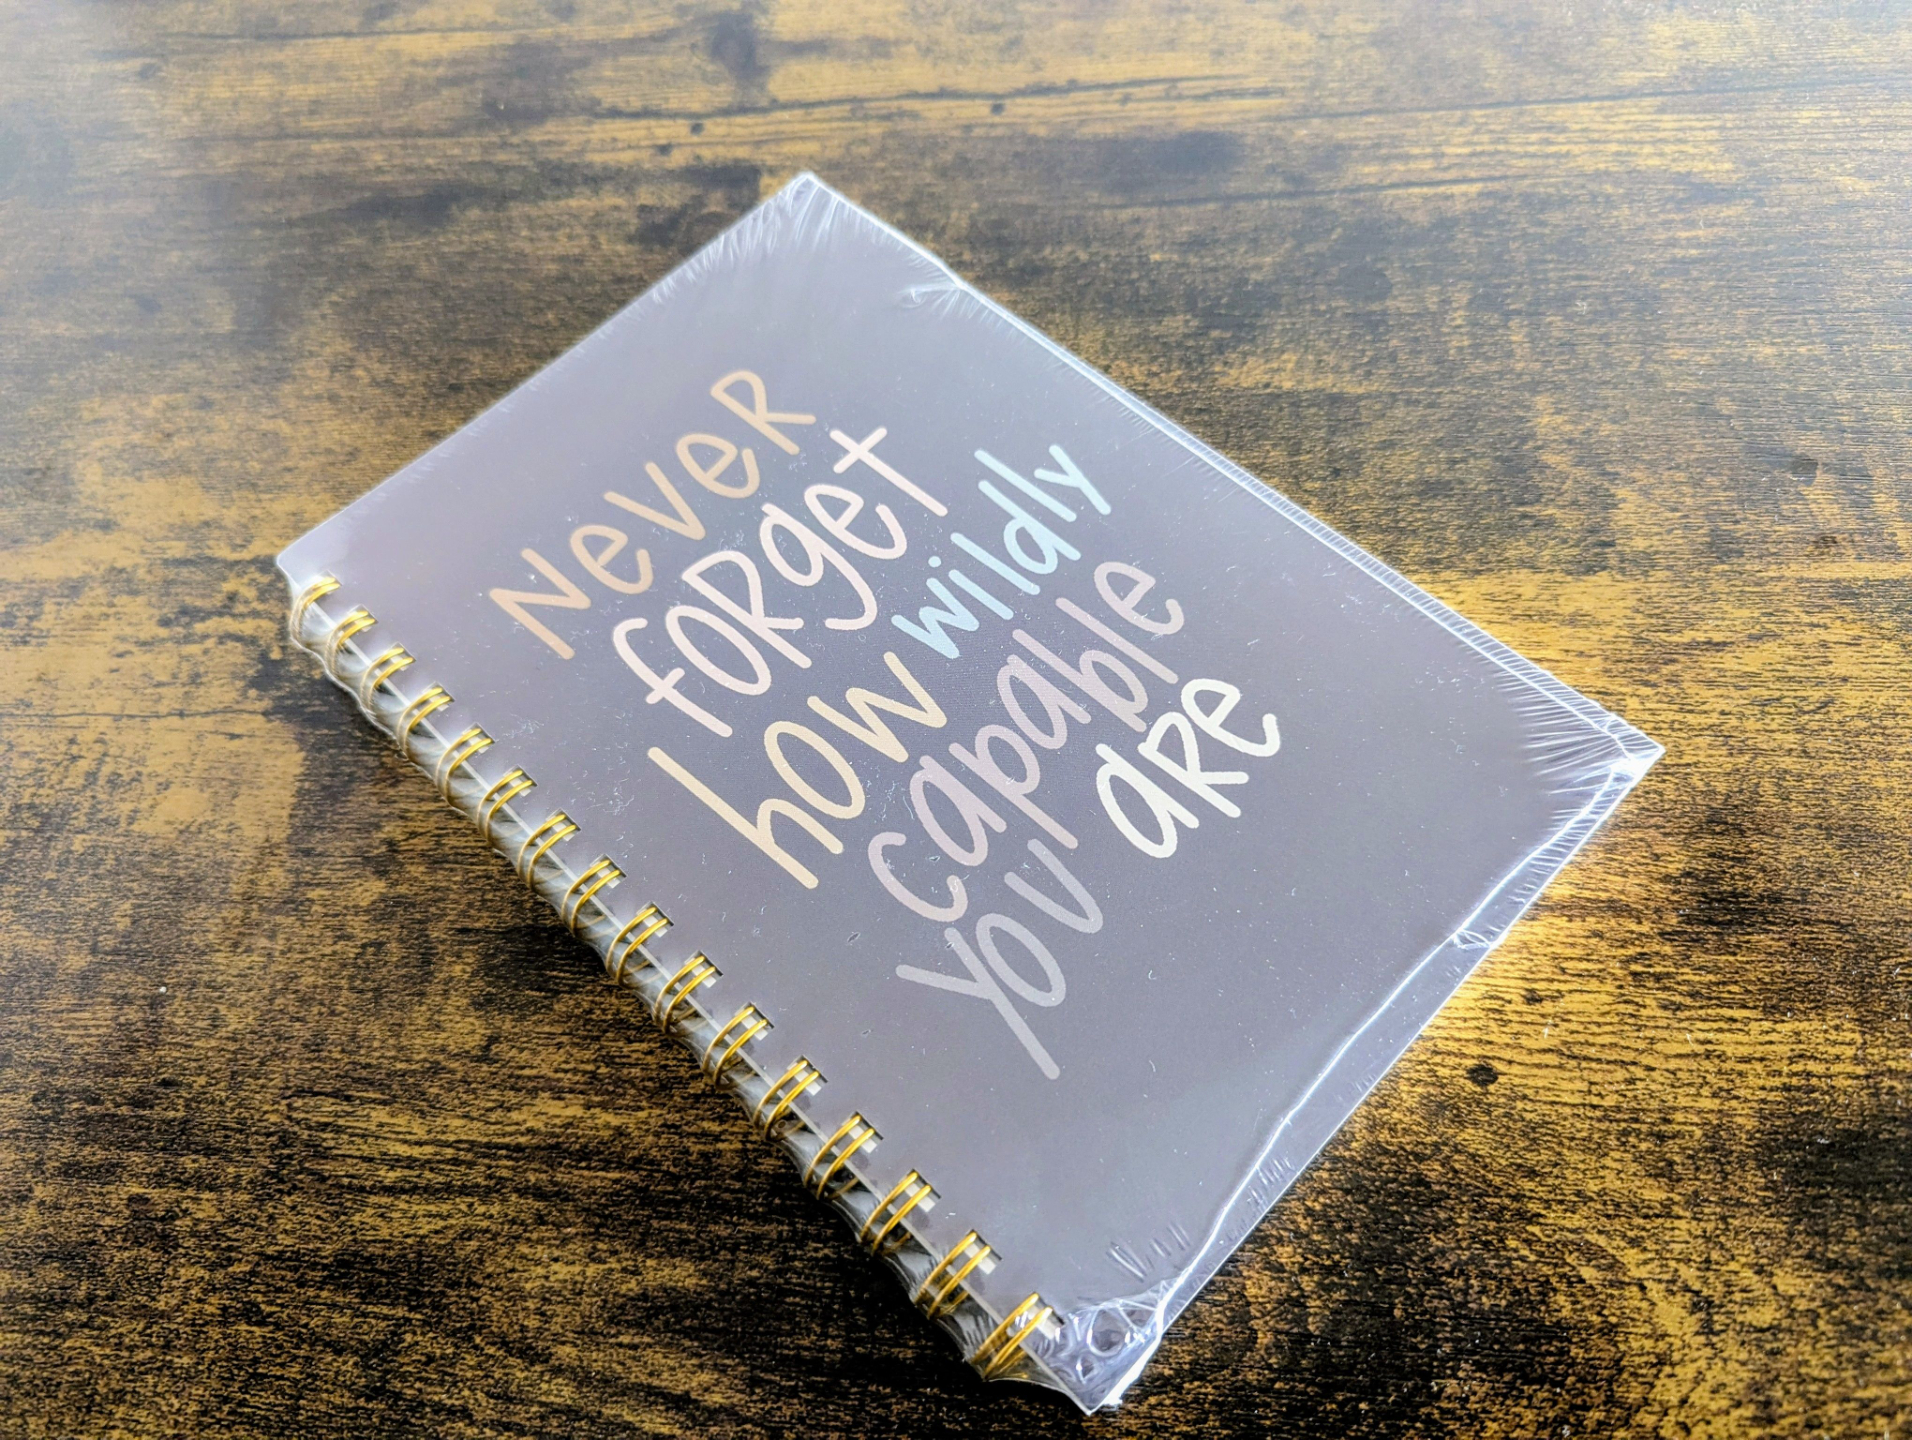 Never
forget
how wildly
capable
you are